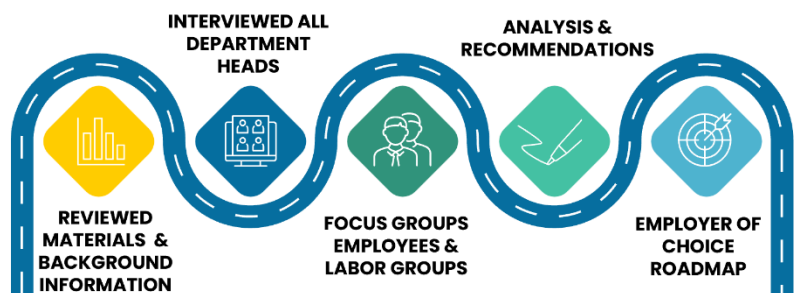 REVIEWED
MATERIALS &
BACKGROUND
INFORMATION
INTERVIEWED ALL
DEPARTMENT
HEADS
FOCUS GROUPS
EMPLOYEES &
LABOR GROUPS
ANALYSIS &
RECOMMENDATIONS
EMPLOYER OF
CHOICE
ROADMAP